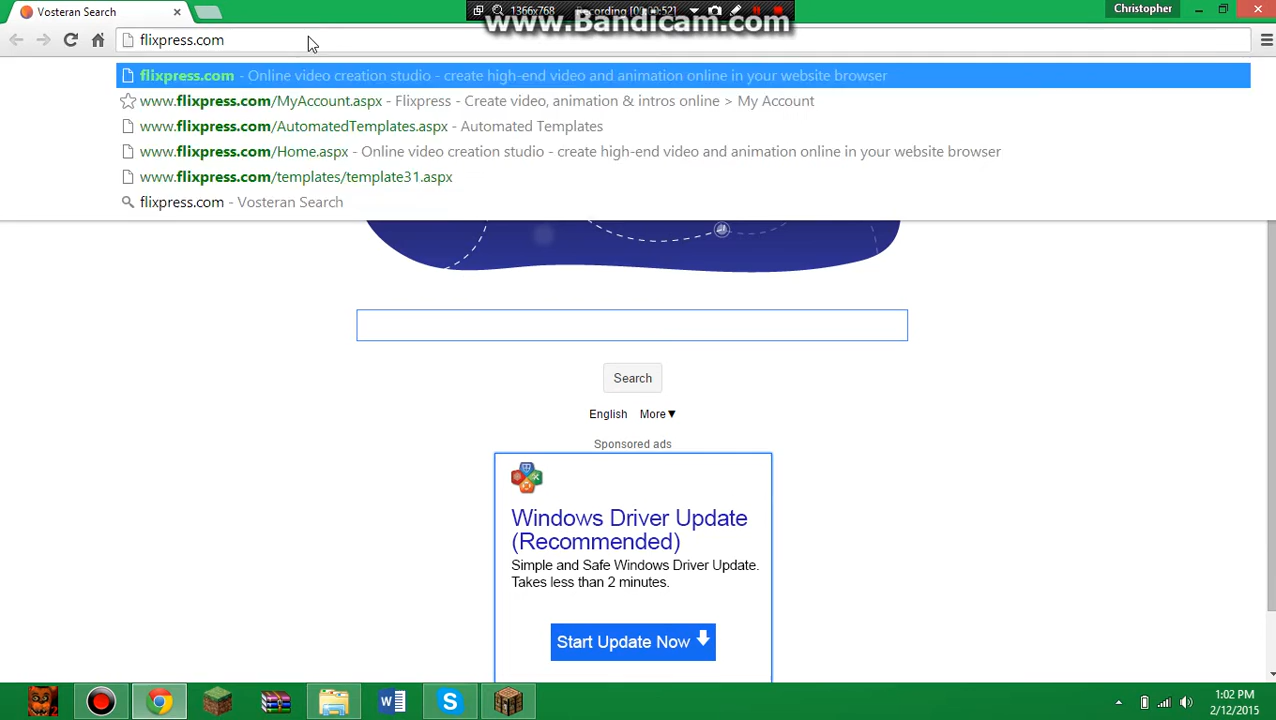 Vosteran Search
1366x768 Recording
Christopher
www.Bandicam.com
flixpress.com
flixpress.com - Online video creation studio - create high-end video and animation online in your website browser
www.flixpress.com/MyAccount.aspx - Flixpress - Create video, animation & intros online > My Account
www.flixpress.com/AutomatedTemplates.aspx - Automated Templates
www.flixpress.com/Home.aspx - Online video creation studio - create high-end video and animation online in your website browser
www.flixpress.com/templates/template31.aspx
flixpress.com - Vosteran Search
Search
English More▼
Sponsored ads
Windows Driver Update
(Recommended)
Simple and Safe Windows Driver Update.
Takes less than 2 minutes.
Start Update Now
1:02 PM
2/12/2015